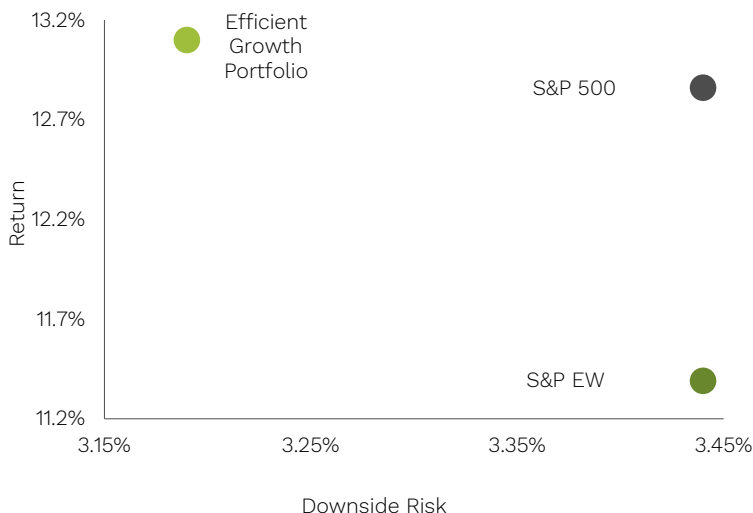 13.2%
Efficient
Growth
Portfolio
S&P 500
12.7%
Return
12.2%
11.7%
S&P EW
11.2%
3.15%
3.25%
3.35%
3.45%
Downside Risk